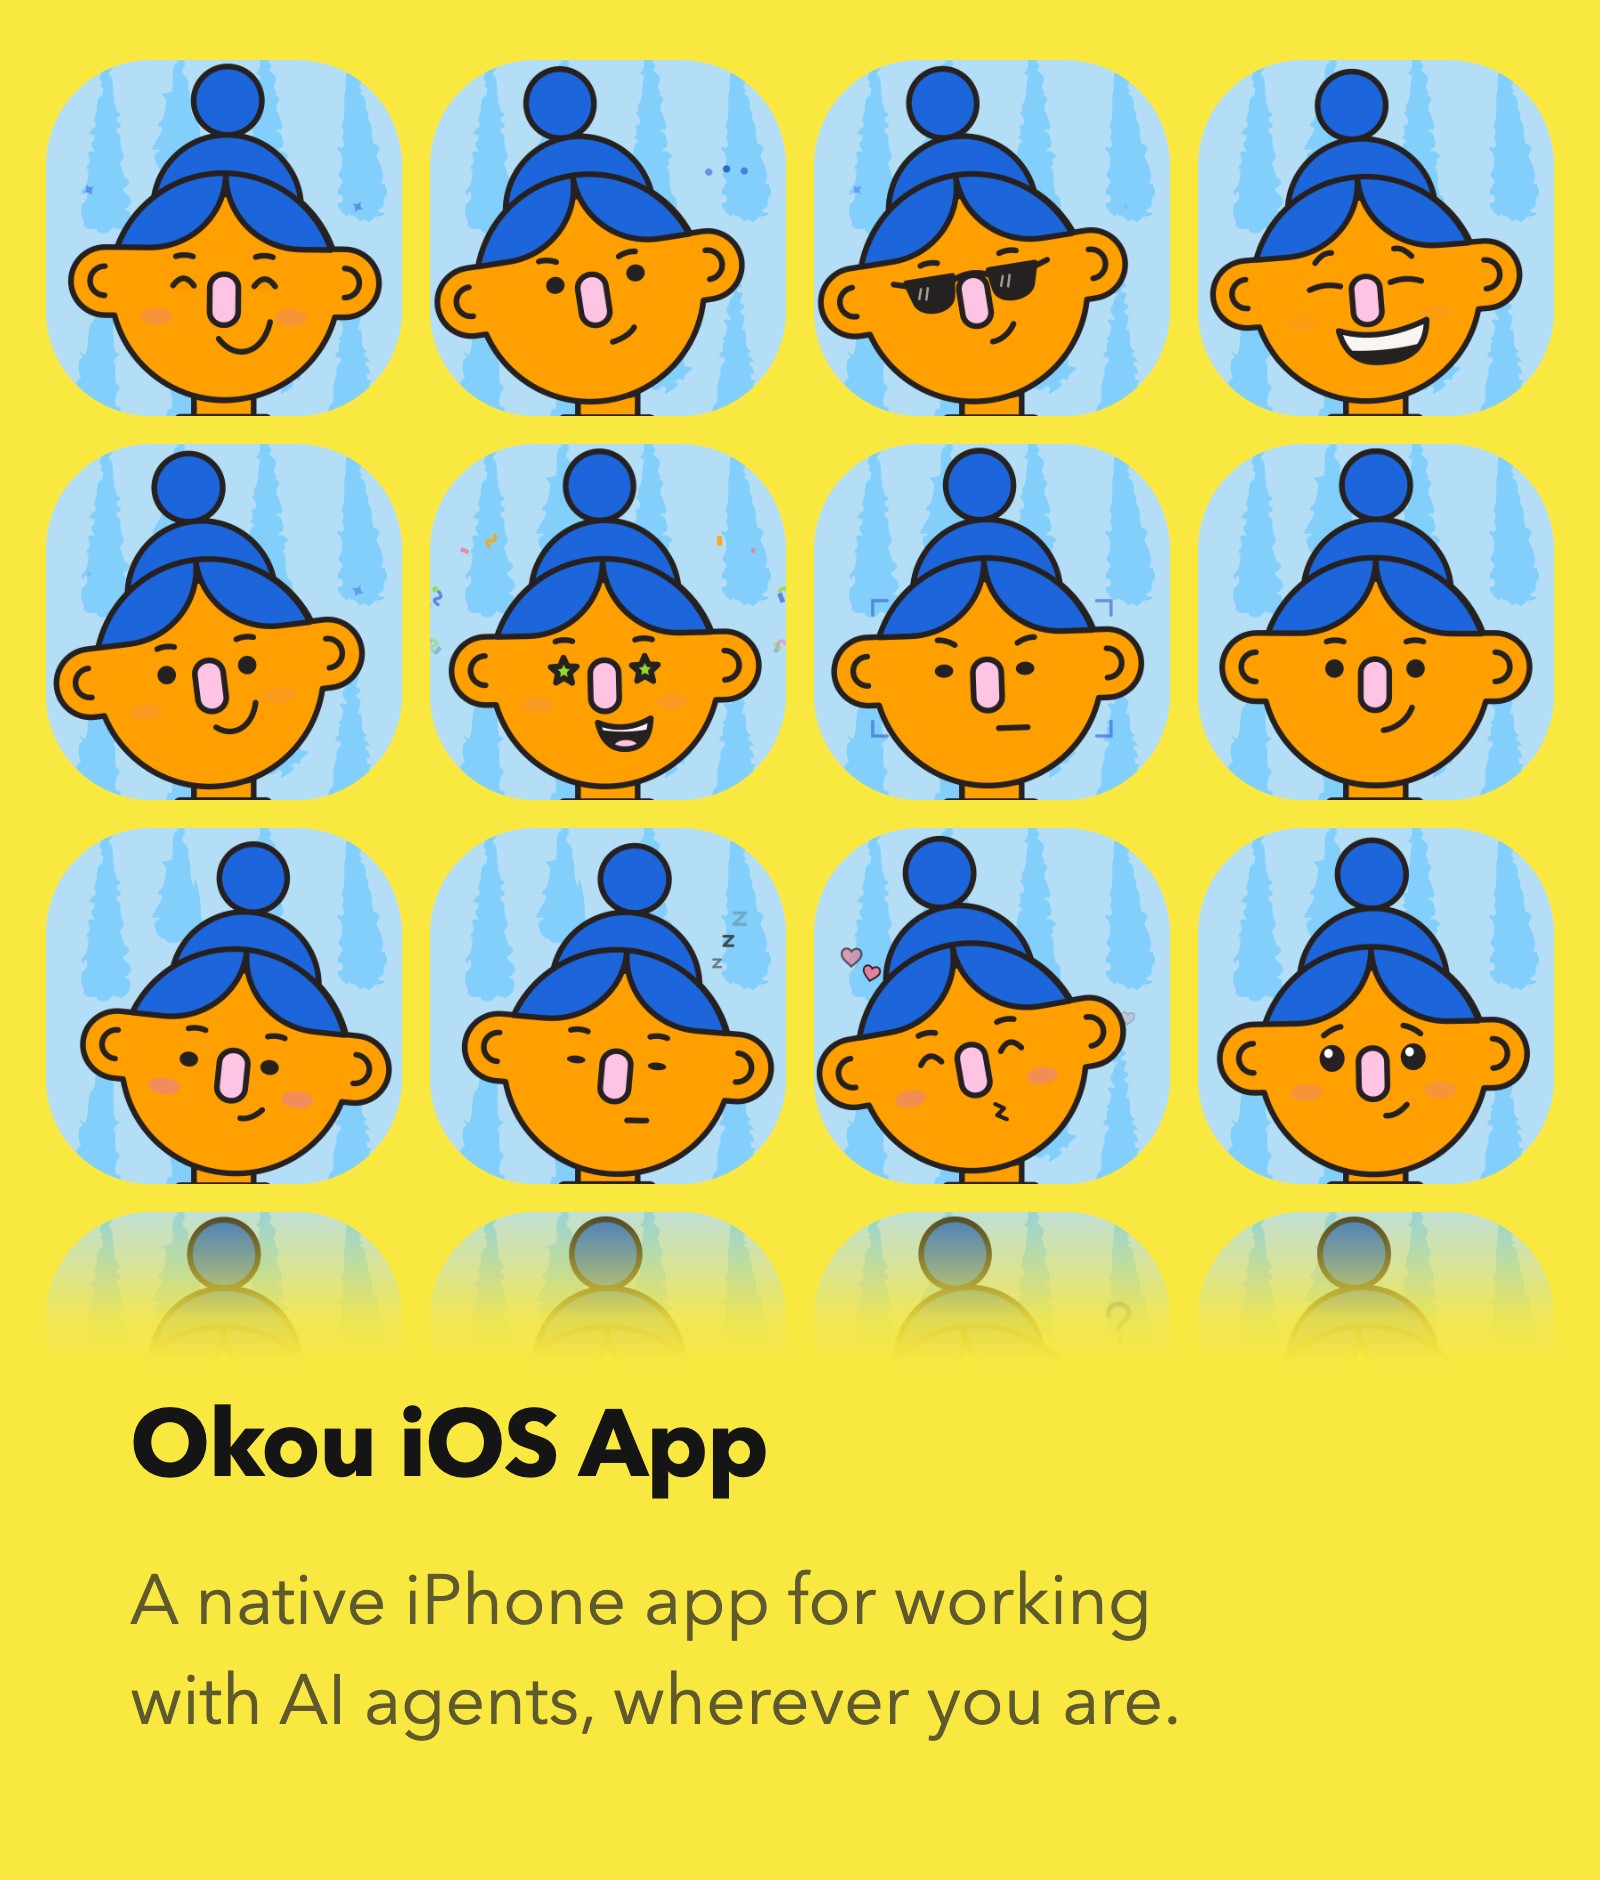 z
z
z
?
Okou iOS App
A native iPhone app for working
with AI agents, wherever you are.